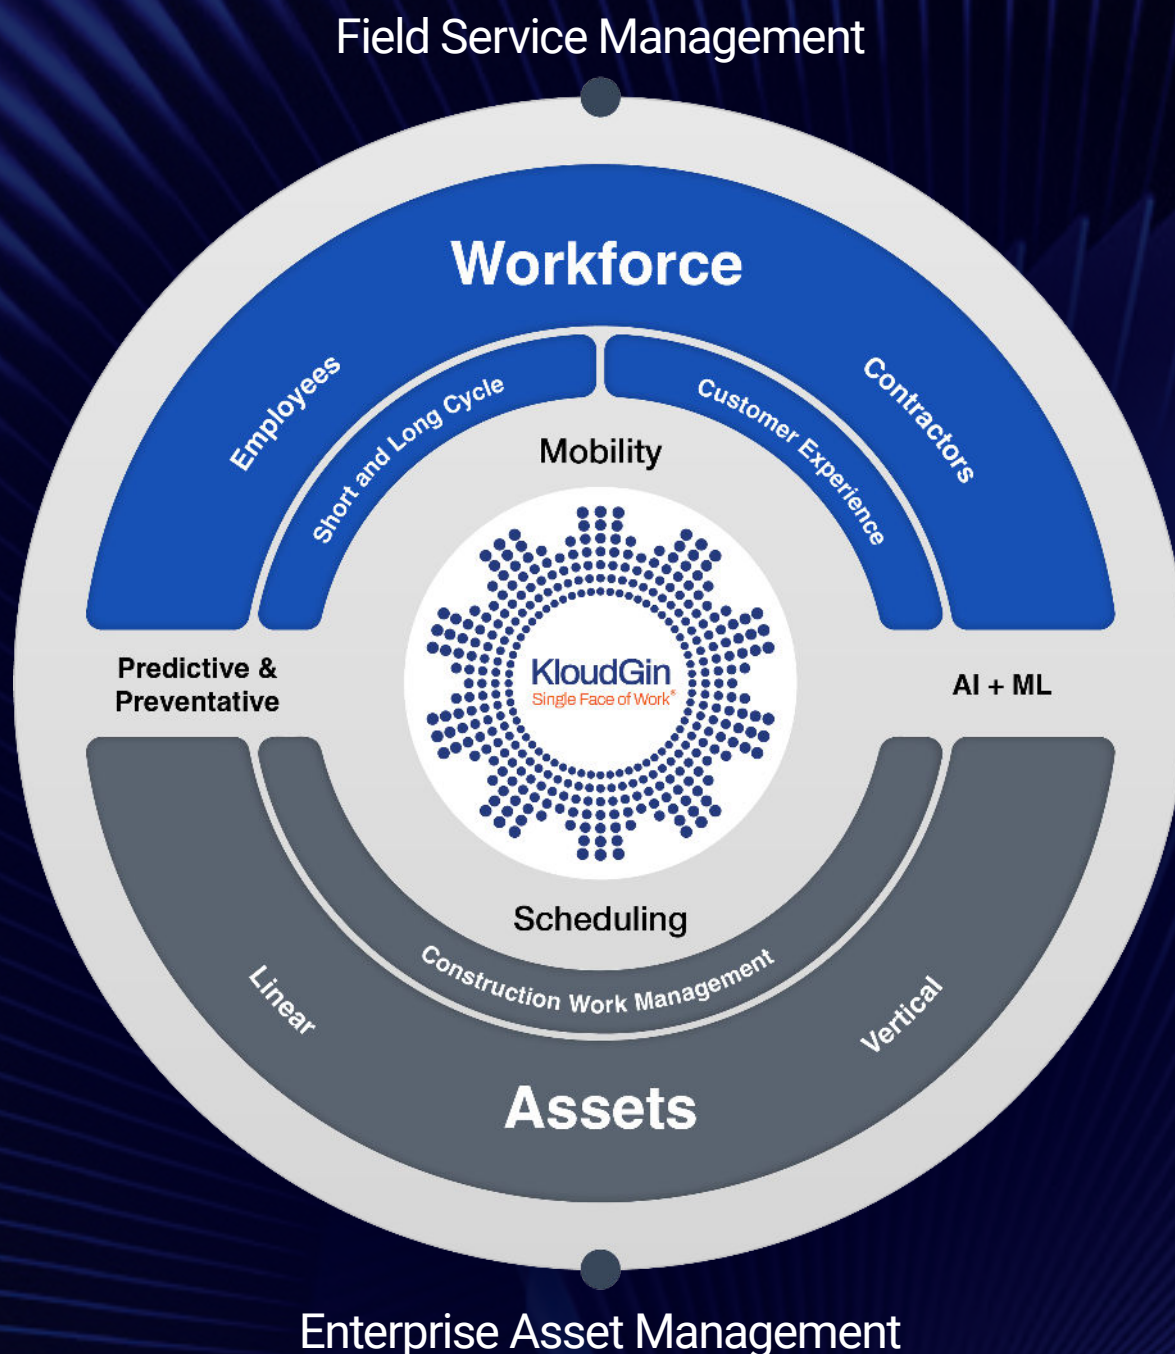 Field Service Management
Workforce
Employees
Contractors
Short and Long Cycle
Customer Experience
Mobility
KloudGin
Single Face of Work®
Predictive &
Preventative
AI + ML
Scheduling
Construction Work Management
Linear
Vertical
Assets
Enterprise Asset Management